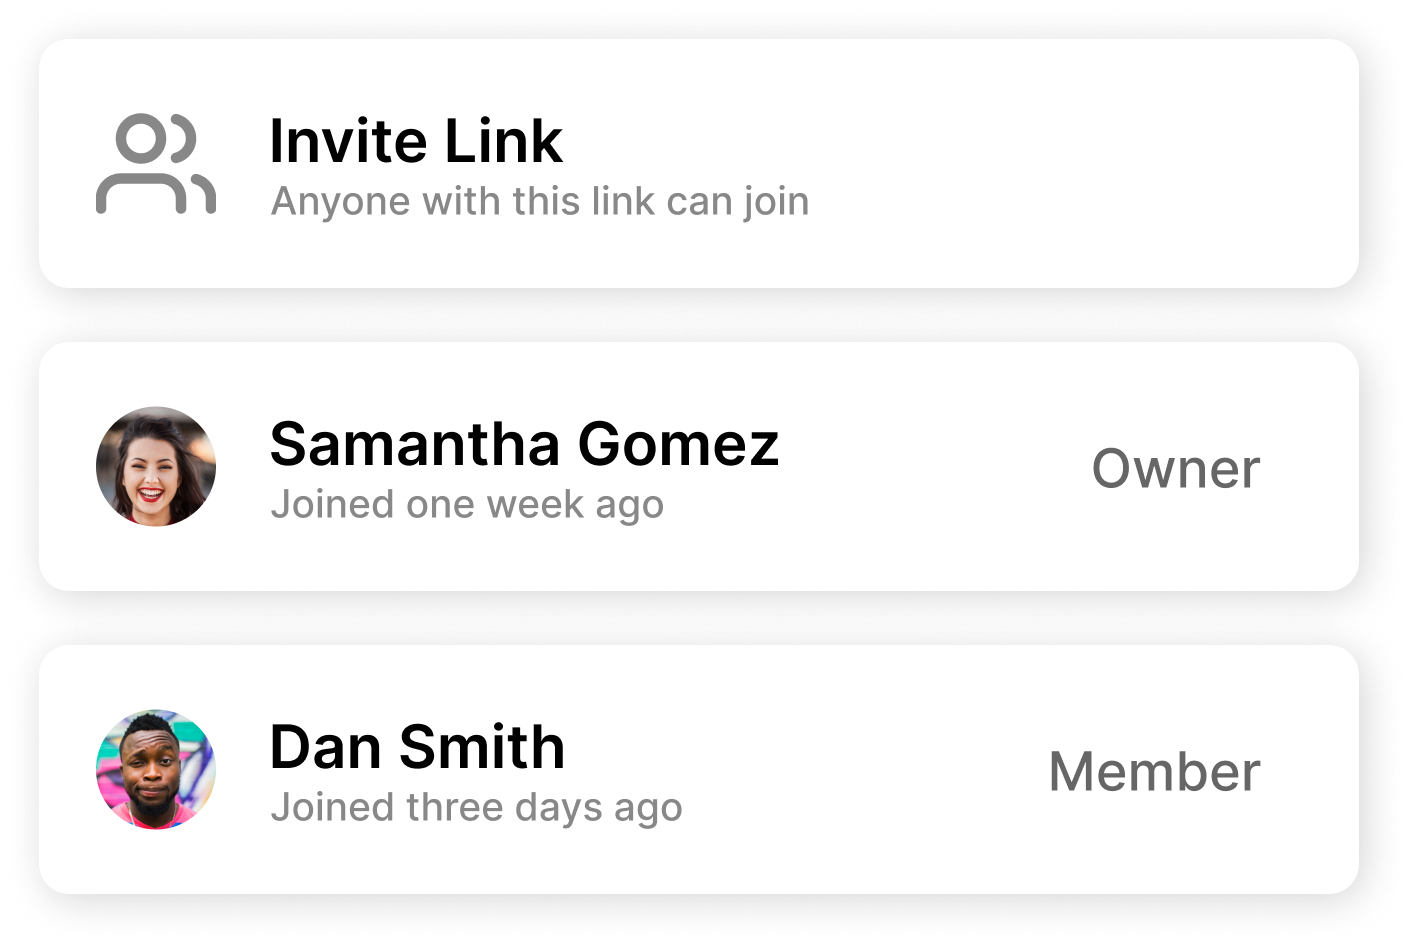 Invite Link
Anyone with this link can join
Samantha Gomez
Joined one week ago
Owner
Dan Smith
Joined three days ago
Member